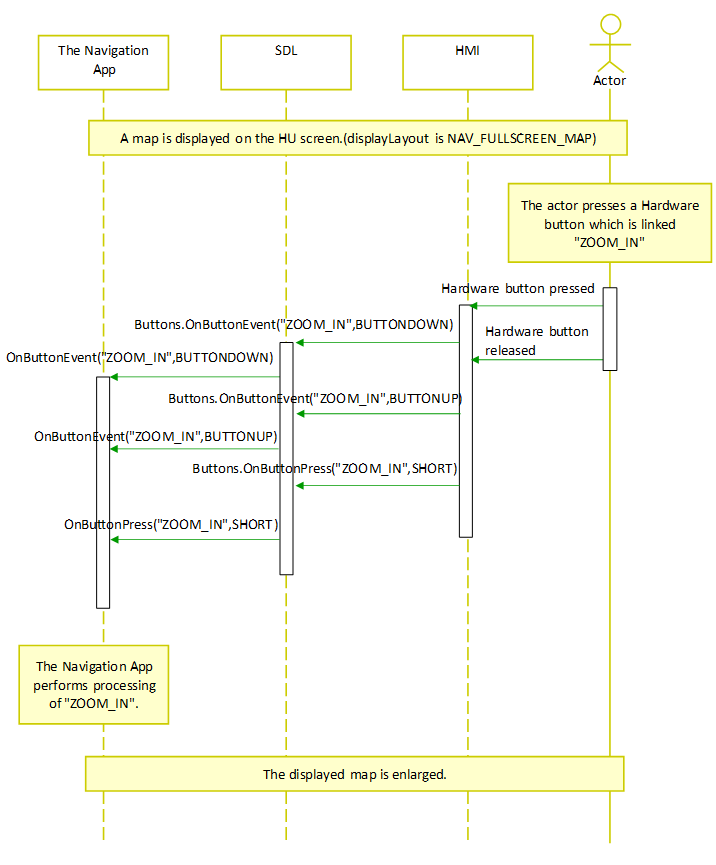 The Navigation
App
SDL
HMI
Actor
A map is displayed on the HU screen.(displayLayout is NAV_FULLSCREEN_MAP)
The actor presses a Hardware
button which is linked
"ZOOM_IN"
Hardware button pressed
Buttons.OnButtonEvent("ZOOM_IN",BUTTONDOWN)
Hardware button
released
OnButtonEvent("ZOOM_IN",BUTTONDOWN)
Buttons.OnButtonEvent("ZOOM_IN",BUTTONUP)
OnButtonEvent("ZOOM_IN",BUTTONUP)
Buttons.OnButtonPress("ZOOM_IN",SHORT)
OnButtonPress("ZOOM_IN",SHORT)
The Navigation App
performs processing
of "ZOOM_IN".
The displayed map is enlarged.